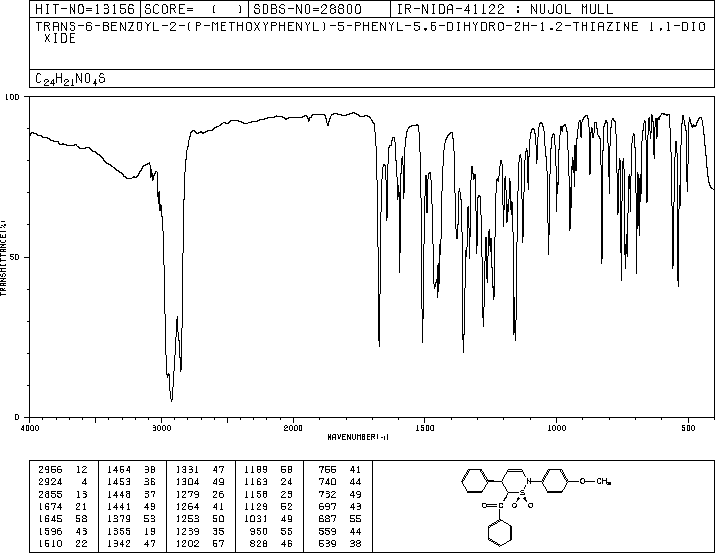 HIT-NO=13156 SCORE= ( ) SDBS-NO=28800 IR-NIDA-41122 : NUJOL MULL
TRANS-6-BENZOYL-2-(P-METHOXYPHENYL)-5-PHENYL-5,6-DIHYDRO-2H-1,2-THIAZINE 1,1-DIO
XIDE
C24H21NO4S
100
50
0
TRANSMITTANCE(%)
4000 3000 2000 1500 1000 500
WAVENUMBER(-1)
2956 12 1464 38 1331 47 1189 58 766 41
2924 4 1453 36 1304 49 1163 24 740 44
2855 13 1448 37 1279 26 1158 23 732 49
1674 21 1441 49 1264 41 1129 52 697 43
1645 58 1379 53 1253 50 1031 49 687 55
1596 43 1355 19 1239 35 950 55 559 44
1510 22 1342 47 1202 57 828 46 539 38
N O CH3
O C S
O O